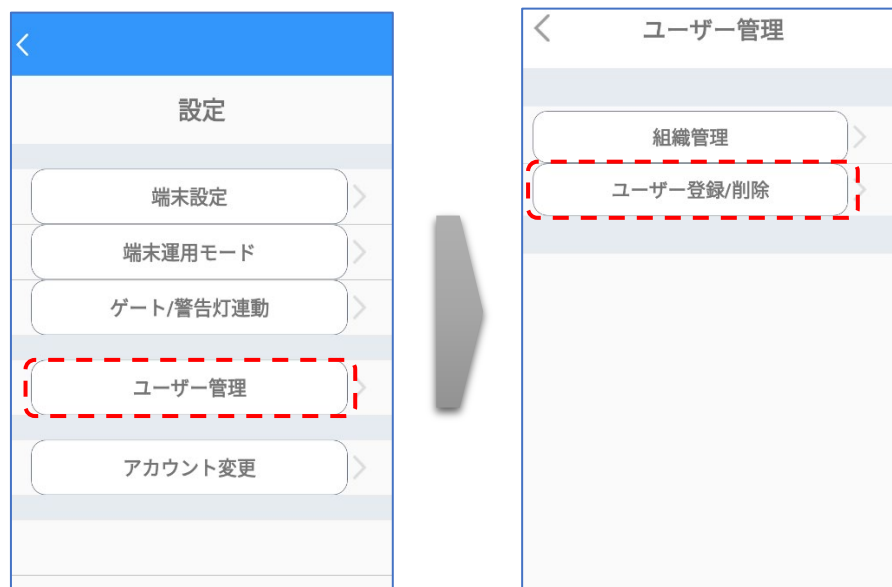 設定
端末設定
端末運用モード
ゲート/警告灯連動
ユーザー管理
アカウント変更
ユーザー管理
組織管理
ユーザー登録/削除